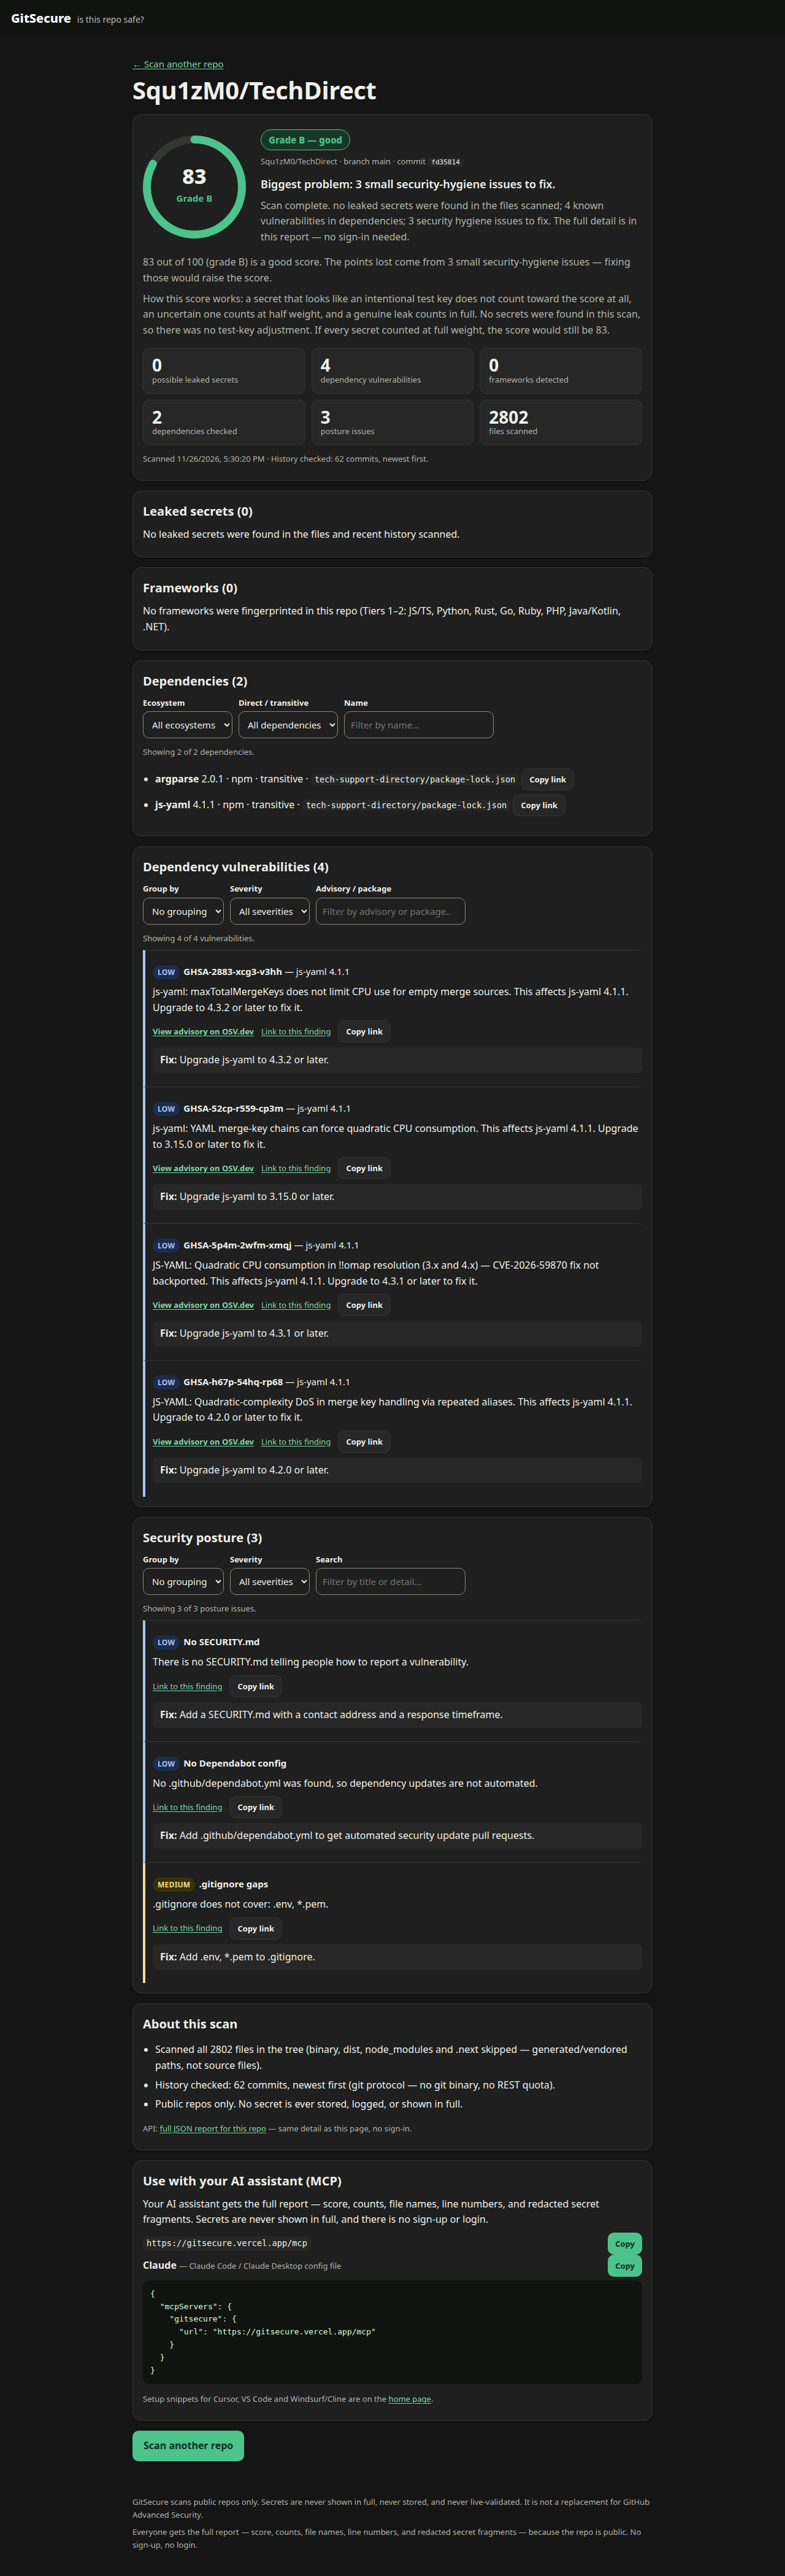 GitSecure is this repo safe?
← Scan another repo
Squ1zM0/TechDirect
83
Grade B
Grade B — good
Squ1zM0/TechDirect · branch main · commit fd35814
Biggest problem: 3 small security-hygiene issues to fix.
Scan complete. no leaked secrets were found in the files scanned; 4 known
vulnerabilities in dependencies; 3 security hygiene issues to fix. The full detail is in
this report — no sign-in needed.
83 out of 100 (grade B) is a good score. The points lost come from 3 small security-hygiene issues — fixing
those would raise the score.
How this score works: a secret that looks like an intentional test key does not count toward the score at all,
an uncertain one counts at half weight, and a genuine leak counts in full. No secrets were found in this scan,
so there was no test-key adjustment. If every secret counted at full weight, the score would still be 83.
0
possible leaked secrets
4
dependency vulnerabilities
0
frameworks detected
2
dependencies checked
3
posture issues
2802
files scanned
Scanned 11/26/2026, 5:30:20 PM · History checked: 62 commits, newest first.
Leaked secrets (0)
No leaked secrets were found in the files and recent history scanned.
Frameworks (0)
No frameworks were fingerprinted in this repo (Tiers 1–2: JS/TS, Python, Rust, Go, Ruby, PHP, Java/Kotlin,
.NET).
Dependencies (2)
Ecosystem Direct / transitive Name
All ecosystems All dependencies Filter by name...
Showing 2 of 2 dependencies.
• argparse 2.0.1 · npm · transitive · tech-support-directory/package-lock.json Copy link
• js-yaml 4.1.1 · npm · transitive · tech-support-directory/package-lock.json Copy link
Dependency vulnerabilities (4)
Group by Severity Advisory / package
No grouping All severities Filter by advisory or package..
Showing 4 of 4 vulnerabilities.
LOW GHSA-2883-xcg3-v3hh — js-yaml 4.1.1
js-yaml: maxTotalMergeKeys does not limit CPU use for empty merge sources. This affects js-yaml 4.1.1.
Upgrade to 4.3.2 or later to fix it.
View advisory on OSV.dev Link to this finding Copy link
Fix: Upgrade js-yaml to 4.3.2 or later.
LOW GHSA-52cp-r559-cp3m — js-yaml 4.1.1
js-yaml: YAML merge-key chains can force quadratic CPU consumption. This affects js-yaml 4.1.1. Upgrade
to 3.15.0 or later to fix it.
View advisory on OSV.dev Link to this finding Copy link
Fix: Upgrade js-yaml to 3.15.0 or later.
LOW GHSA-5p4m-2wfm-xmqj — js-yaml 4.1.1
JS-YAML: Quadratic CPU consumption in !!omap resolution (3.x and 4.x) — CVE-2026-59870 fix not
backported. This affects js-yaml 4.1.1. Upgrade to 4.3.1 or later to fix it.
View advisory on OSV.dev Link to this finding Copy link
Fix: Upgrade js-yaml to 4.3.1 or later.
LOW GHSA-h67p-54hq-rp68 — js-yaml 4.1.1
JS-YAML: Quadratic-complexity DoS in merge key handling via repeated aliases. This affects js-yaml 4.1.1.
Upgrade to 4.2.0 or later to fix it.
View advisory on OSV.dev Link to this finding Copy link
Fix: Upgrade js-yaml to 4.2.0 or later.
Security posture (3)
Group by Severity Search
No grouping All severities Filter by title or detail...
Showing 3 of 3 posture issues.
LOW No SECURITY.md
There is no SECURITY.md telling people how to report a vulnerability.
Link to this finding Copy link
Fix: Add a SECURITY.md with a contact address and a response timeframe.
LOW No Dependabot config
No .github/dependabot.yml was found, so dependency updates are not automated.
Link to this finding Copy link
Fix: Add .github/dependabot.yml to get automated security update pull requests.
MEDIUM .gitignore gaps
.gitignore does not cover: .env, *.pem.
Link to this finding Copy link
Fix: Add .env, *.pem to .gitignore.
About this scan
• Scanned all 2802 files in the tree (binary, dist, node_modules and .next skipped — generated/vendored
paths, not source files).
• History checked: 62 commits, newest first (git protocol — no git binary, no REST quota).
• Public repos only. No secret is ever stored, logged, or shown in full.
API: full JSON report for this repo — same detail as this page, no sign-in.
Use with your AI assistant (MCP)
Your AI assistant gets the full report — score, counts, file names, line numbers, and redacted secret
fragments. Secrets are never shown in full, and there is no sign-up or login.
https://gitsecure.vercel.app/mcp Copy
Claude — Claude Code / Claude Desktop config file Copy
{
"mcpServers": {
"gitsecure": {
"url": "https://gitsecure.vercel.app/mcp"
}
}
}
Setup snippets for Cursor, VS Code and Windsurf/Cline are on the home page.
Scan another repo
GitSecure scans public repos only. Secrets are never shown in full, never stored, and never live-validated. It is not a replacement for GitHub
Advanced Security.
Everyone gets the full report — score, counts, file names, line numbers, and redacted secret fragments — because the repo is public. No
sign-up, no login.